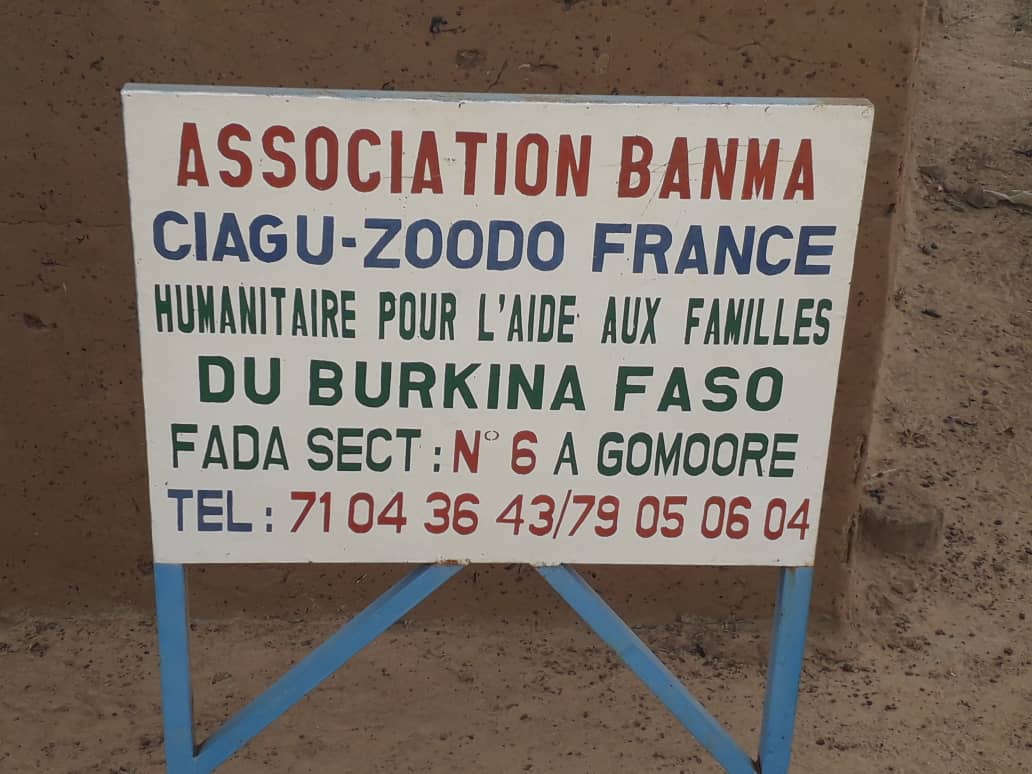 ASSOCIATION BANMA
CIAGU-ZOODO FRANCE
HUMANITAIRE POUR L'AIDE AUX FAMILLES
DU BURKINA FASO
FADA SECT : N° 6 A GOMOORE
TEL : 71 04 36 43/79 05 06 04